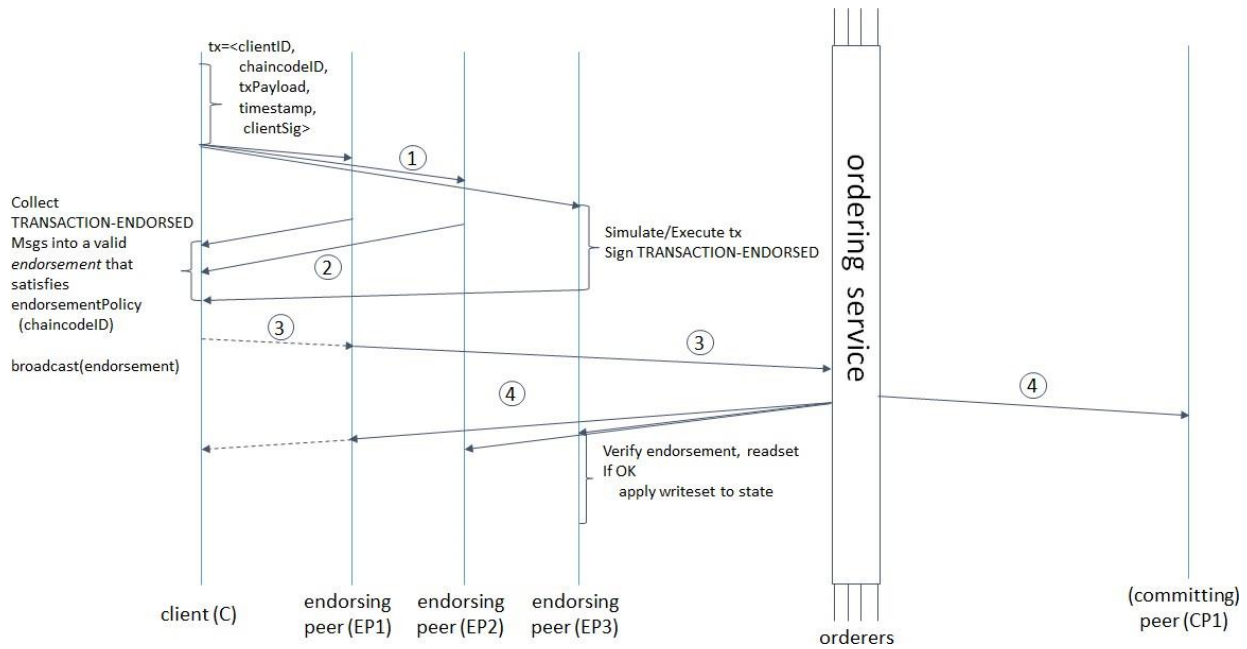 tx=<clientID,
chaincodeID,
txPayload,
timestamp,
clientSig>
1
Collect
TRANSACTION-ENDORSED
Msgs into a valid
endorsement that
satisfies
endorsementPolicy
(chaincodeID)
2
Simulate/Execute tx
Sign TRANSACTION-ENDORSED
ordering service
3
3
broadcast(endorsement)
4
4
Verify endorsement, readset
If OK
apply writeset to state
client (C)
endorsing
peer (EP1)
endorsing
peer (EP2)
endorsing
peer (EP3)
orderers
(committing)
peer (CP1)